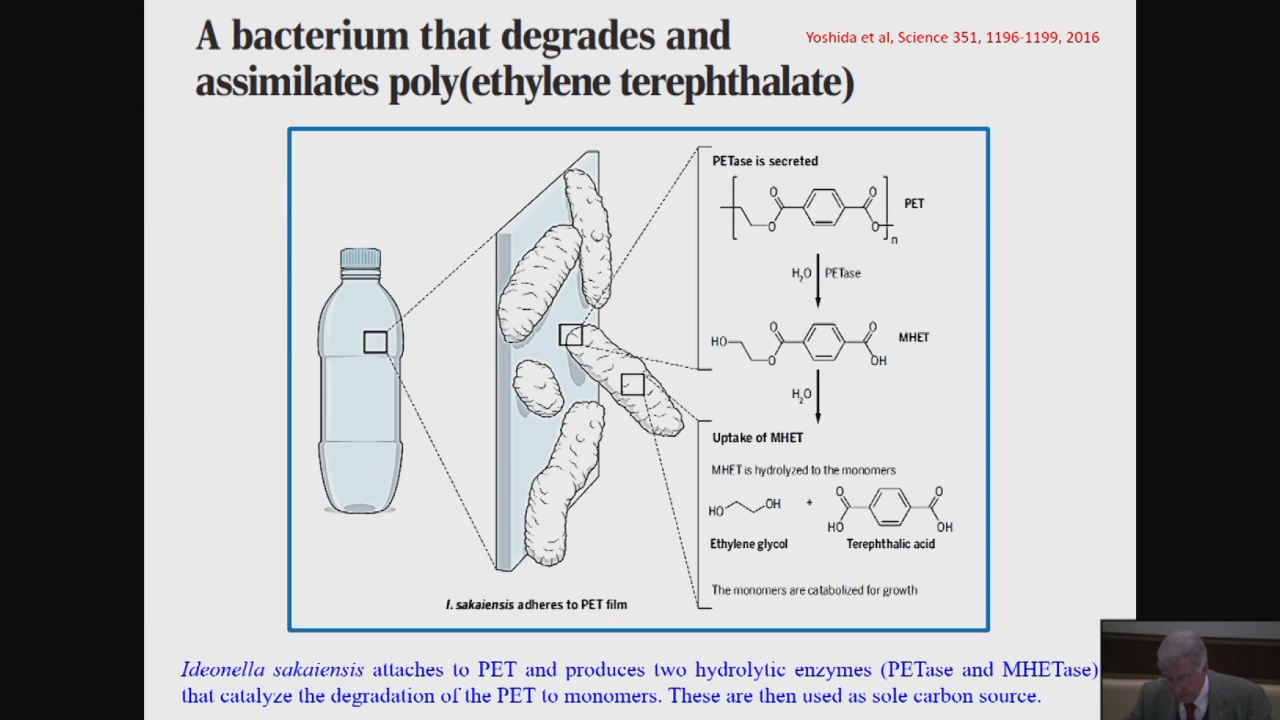 A bacterium that degrades and
assimilates poly(ethylene terephthalate)
Yoshida et al, Science 351, 1196-1199, 2016
PETase is secreted
O
O
O
O
n
PET
H₂O
PETase
HO
O
O
O
OH
MHET
H₂O
Uptake of MHET
MHET is hydrolyzed to the monomers
HO
OH
+
O
O
HO
OH
Ethylene glycol
Terephthalic acid
The monomers are catabolized for growth
I. sakaiensis adheres to PET film
Ideonella sakaiensis attaches to PET and produces two hydrolytic enzymes (PETase and MHETase)
that catalyze the degradation of the PET to monomers. These are then used as sole carbon source.